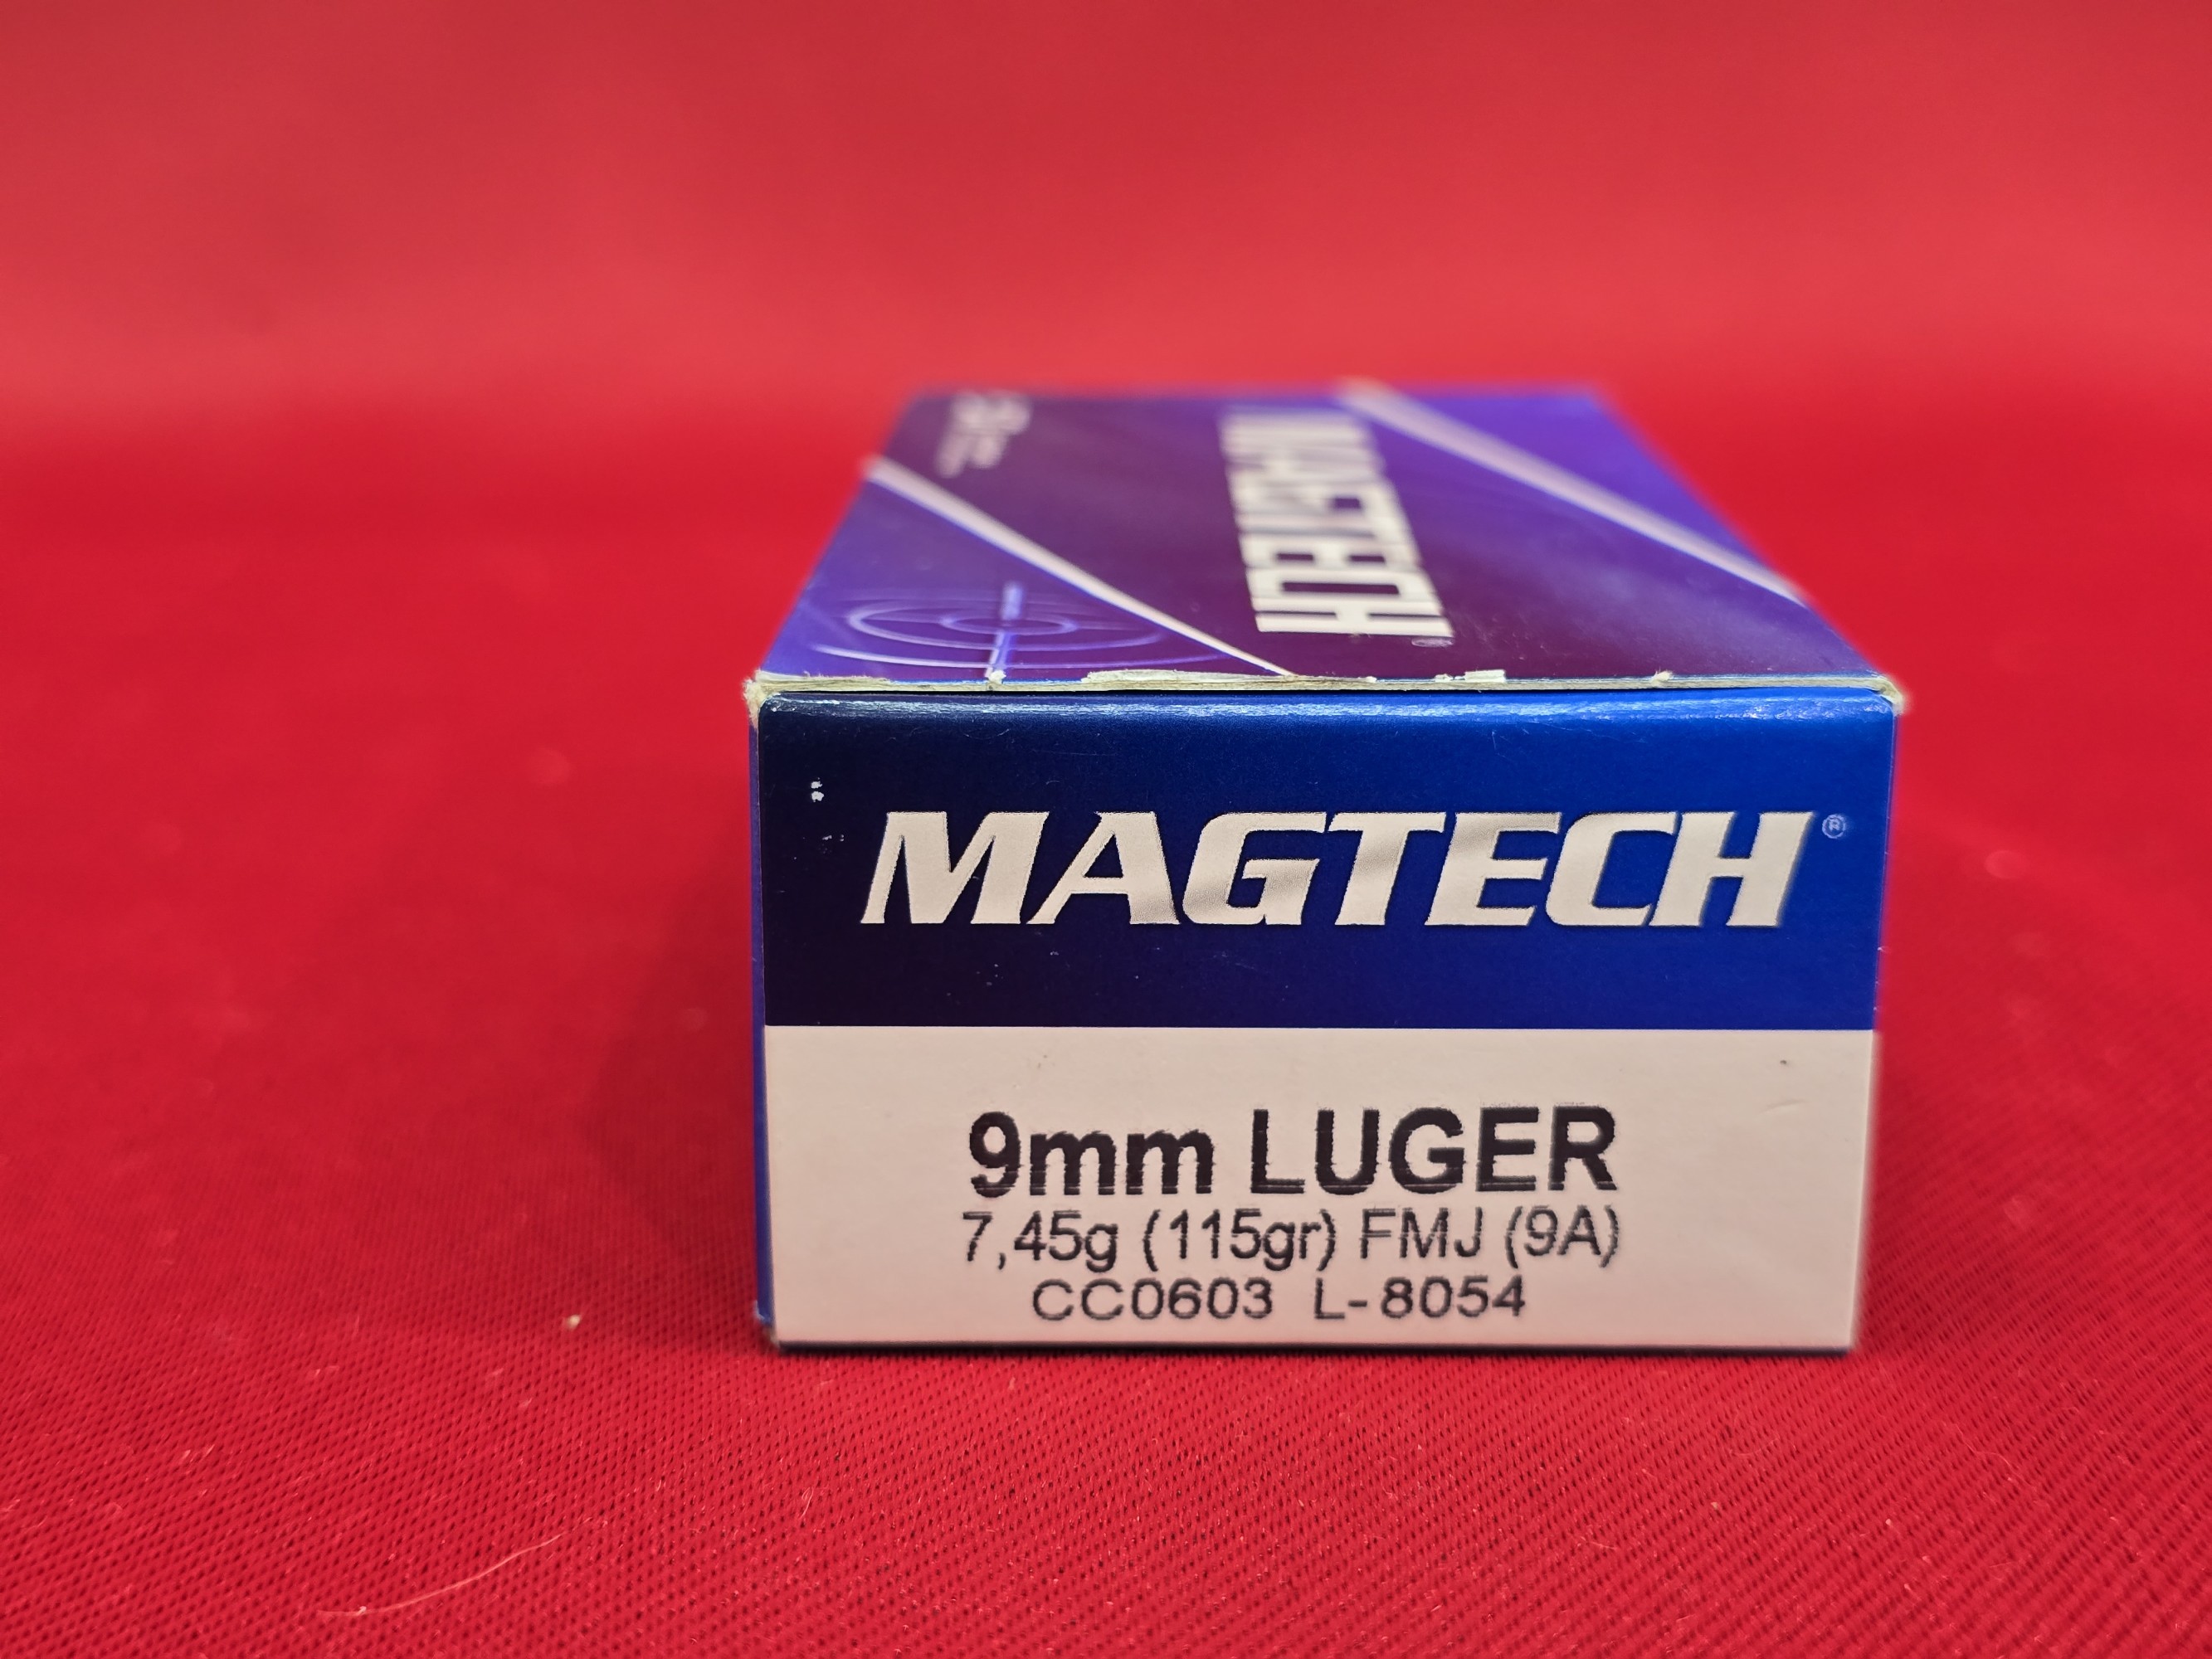 MAGTECH®
MAGTECH®
9mm LUGER
7,45g (115gr) FMJ (9A)
CC0603 L-8054